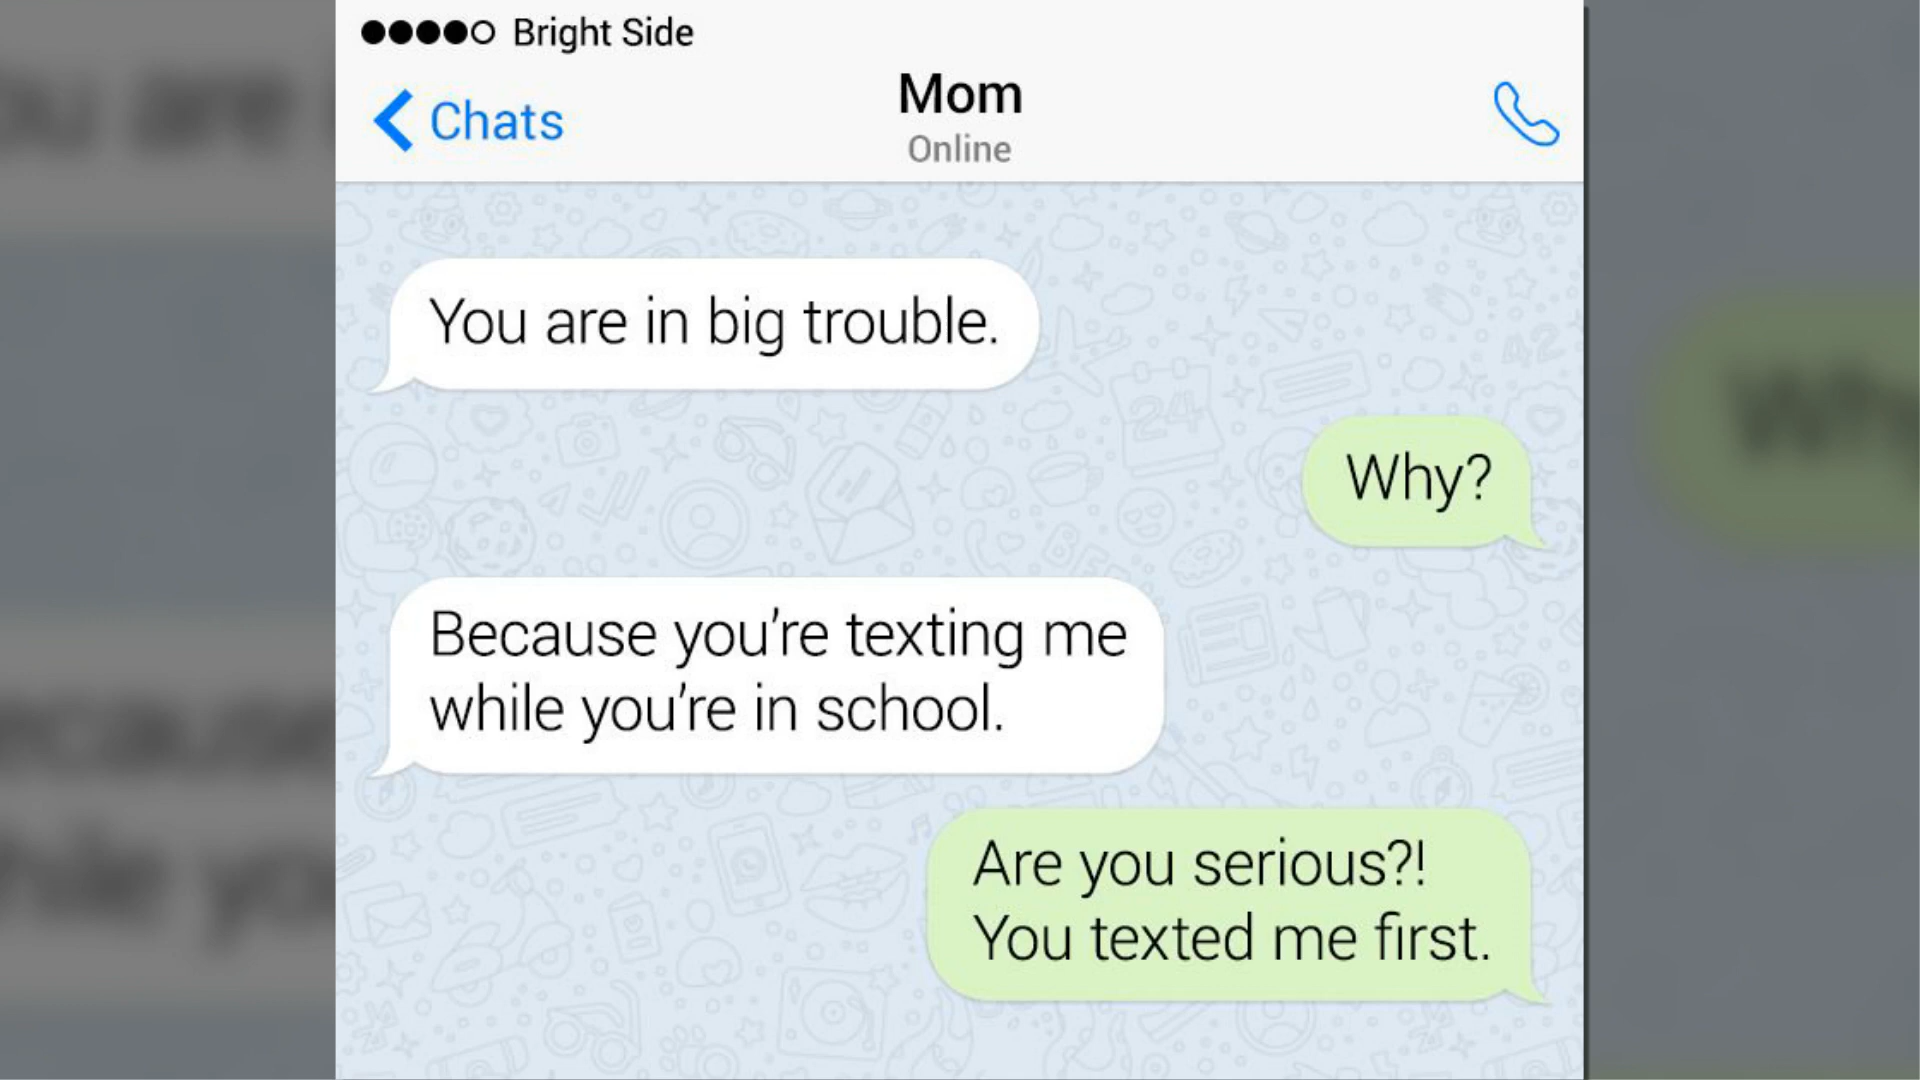 Bright Side
Chats
Mom
Online
You are in big trouble.
Why?
Because you're texting me
while you're in school.
Are you serious?!
You texted me first.